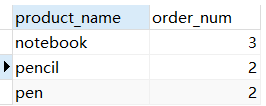 product_name order_num
notebook 3
pencil 2
pen 2